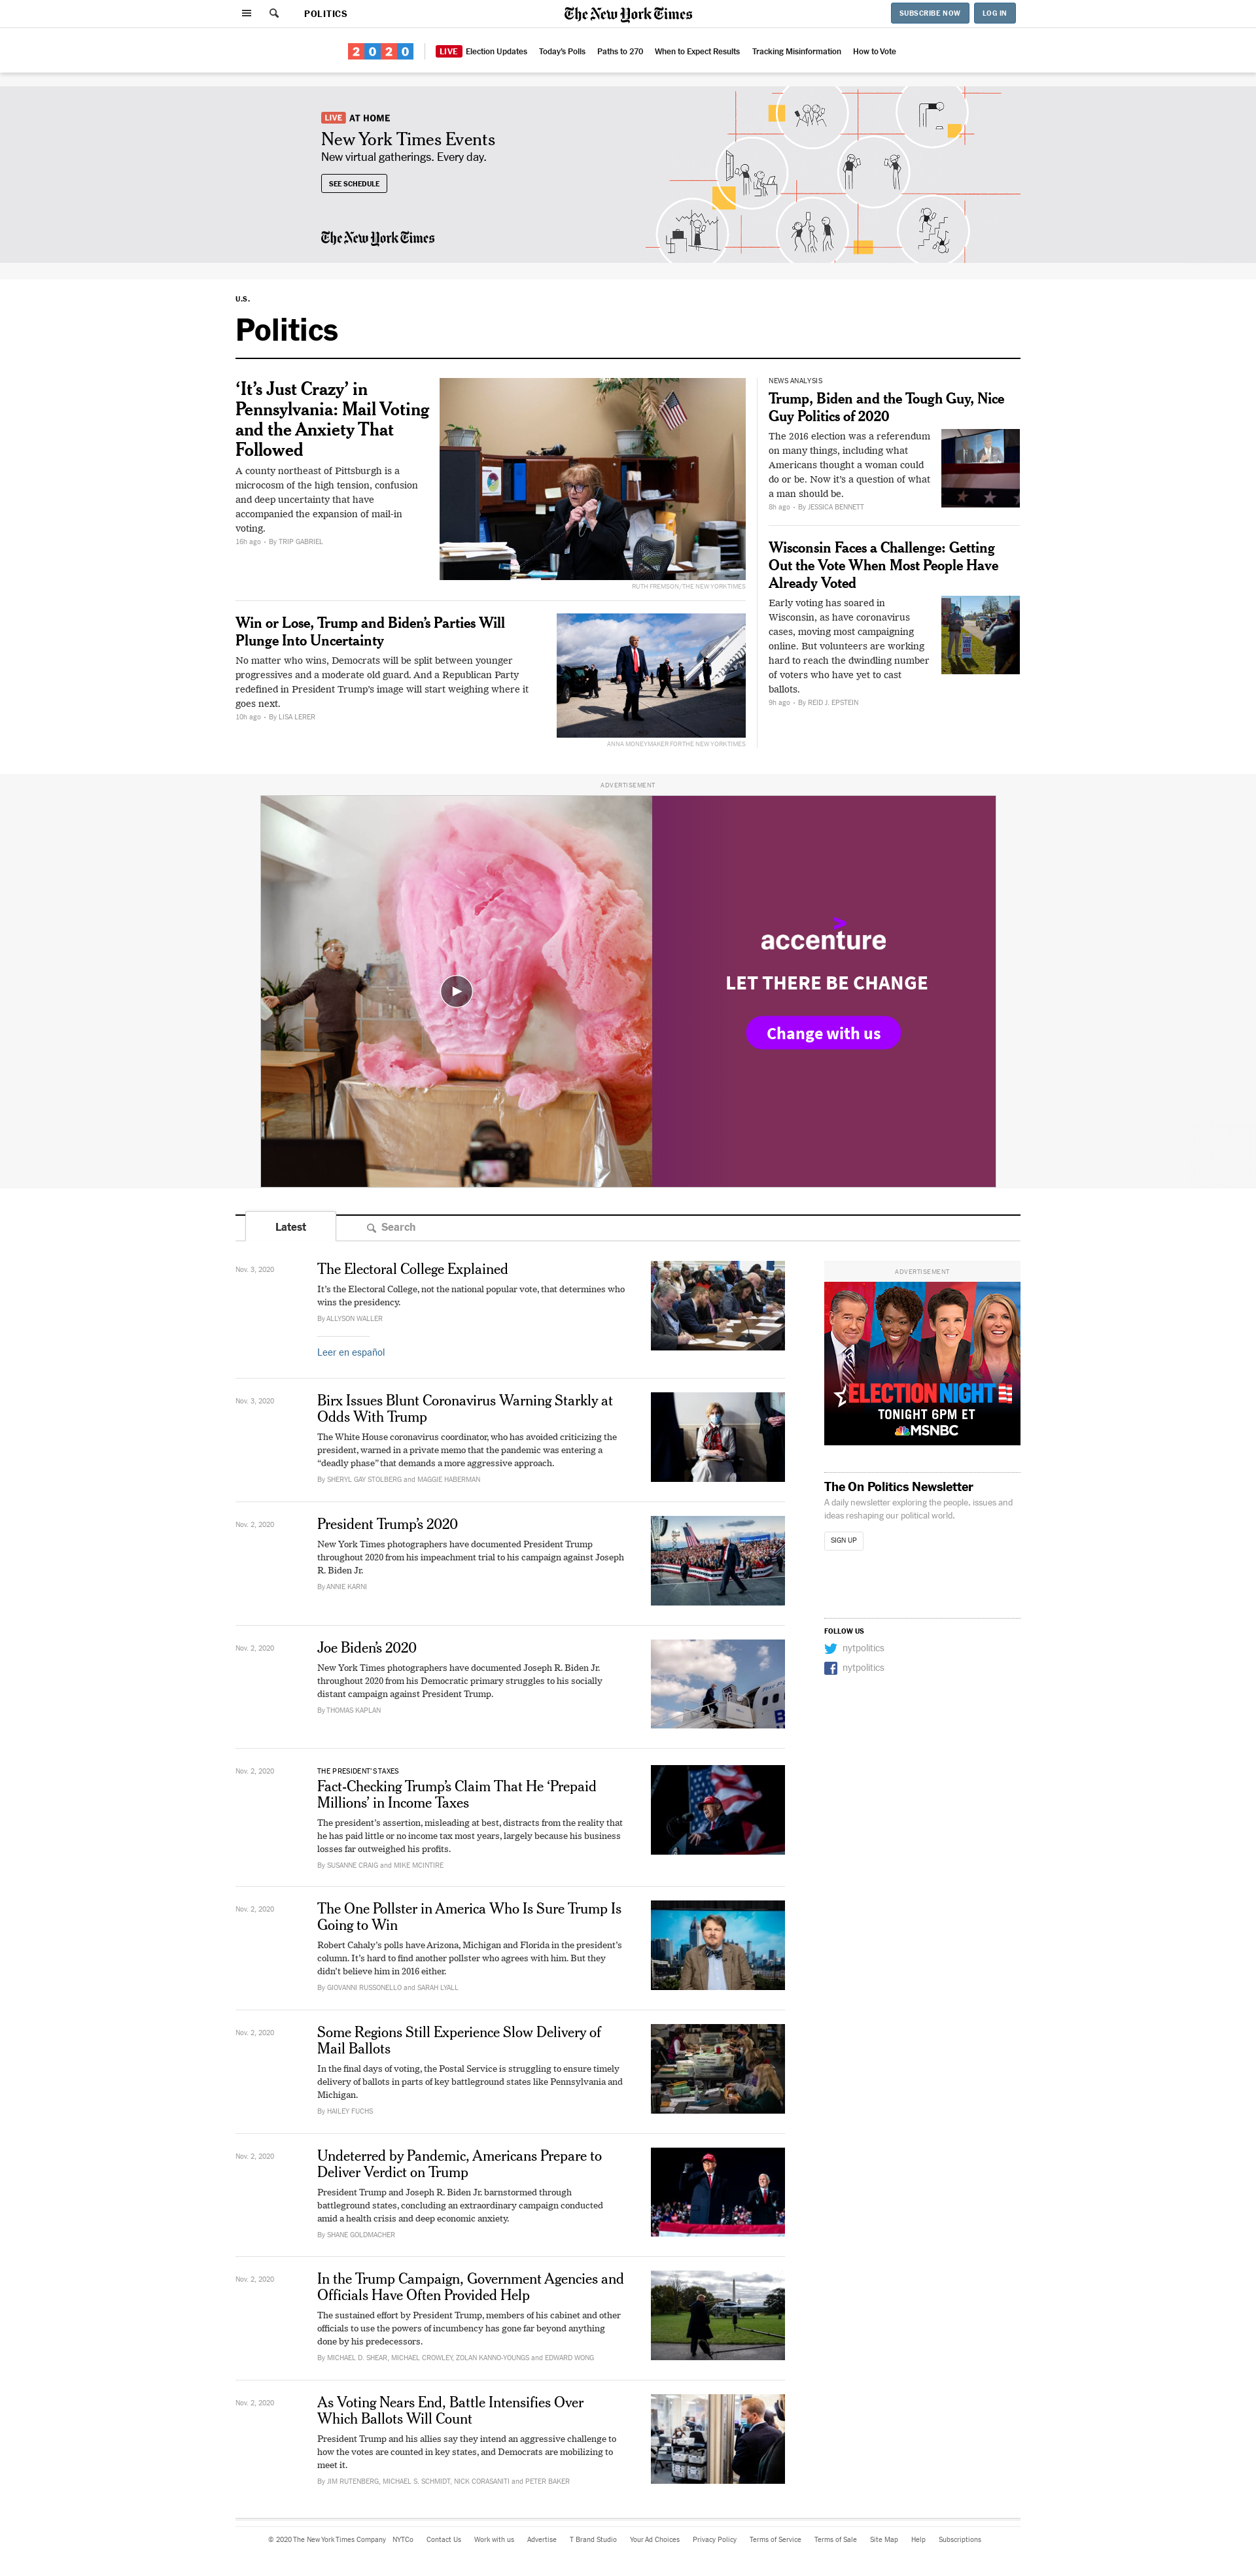 POLITICS
The New York Times
SUBSCRIBE NOW
LOG IN
2020
LIVE Election Updates
Today's Polls
Paths to 270
When to Expect Results
Tracking Misinformation
How to Vote
LIVE AT HOME
New York Times Events
New virtual gatherings. Every day.
SEE SCHEDULE
The New York Times
U.S.
Politics
‘It’s Just Crazy’ in
Pennsylvania: Mail Voting
and the Anxiety That
Followed
A county northeast of Pittsburgh is a
microcosm of the high tension, confusion
and deep uncertainty that have
accompanied the expansion of mail-in
voting.
16h ago - By TRIP GABRIEL
RUTH FREMSON/THE NEW YORK TIMES
Win or Lose, Trump and Biden’s Parties Will
Plunge Into Uncertainty
No matter who wins, Democrats will be split between younger
progressives and a moderate old guard. And a Republican Party
redefined in President Trump’s image will start weighing where it
goes next.
10h ago - By LISA LERER
ANNA MONEYMAKER FOR THE NEW YORK TIMES
NEWS ANALYSIS
Trump, Biden and the Tough Guy, Nice
Guy Politics of 2020
The 2016 election was a referendum
on many things, including what
Americans thought a woman could
do or be. Now it’s a question of what
a man should be.
8h ago - By JESSICA BENNETT
Wisconsin Faces a Challenge: Getting
Out the Vote When Most People Have
Already Voted
Early voting has soared in
Wisconsin, as have coronavirus
cases, moving most campaigning
online. But volunteers are working
hard to reach the dwindling number
of voters who have yet to cast
ballots.
9h ago - By REID J. EPSTEIN
ADVERTISEMENT
accenture
LET THERE BE CHANGE
Change with us
Latest
Search
Nov. 3, 2020
The Electoral College Explained
It’s the Electoral College, not the national popular vote, that determines who
wins the presidency.
By ALLYSON WALLER
Leer en español
Nov. 3, 2020
Birx Issues Blunt Coronavirus Warning Starkly at
Odds With Trump
The White House coronavirus coordinator, who has avoided criticizing the
president, warned in a private memo that the pandemic was entering a
“deadly phase” that demands a more aggressive approach.
By SHERYL GAY STOLBERG and MAGGIE HABERMAN
Nov. 2, 2020
President Trump’s 2020
New York Times photographers have documented President Trump
throughout 2020 from his impeachment trial to his campaign against Joseph
R. Biden Jr.
By ANNIE KARNI
Nov. 2, 2020
Joe Biden’s 2020
New York Times photographers have documented Joseph R. Biden Jr.
throughout 2020 from his Democratic primary struggles to his socially
distant campaign against President Trump.
By THOMAS KAPLAN
Nov. 2, 2020
THE PRESIDENT'S TAXES
Fact-Checking Trump’s Claim That He ‘Prepaid
Millions’ in Income Taxes
The president’s assertion, misleading at best, distracts from the reality that
he has paid little or no income tax most years, largely because his business
losses far outweighed his profits.
By SUSANNE CRAIG and MIKE MCINTIRE
Nov. 2, 2020
The One Pollster in America Who Is Sure Trump Is
Going to Win
Robert Cahaly’s polls have Arizona, Michigan and Florida in the president’s
column. It’s hard to find another pollster who agrees with him. But they
didn’t believe him in 2016 either.
By GIOVANNI RUSSONELLO and SARAH LYALL
Nov. 2, 2020
Some Regions Still Experience Slow Delivery of
Mail Ballots
In the final days of voting, the Postal Service is struggling to ensure timely
delivery of ballots in parts of key battleground states like Pennsylvania and
Michigan.
By HAILEY FUCHS
Nov. 2, 2020
Undeterred by Pandemic, Americans Prepare to
Deliver Verdict on Trump
President Trump and Joseph R. Biden Jr. barnstormed through
battleground states, concluding an extraordinary campaign conducted
amid a health crisis and deep economic anxiety.
By SHANE GOLDMACHER
Nov. 2, 2020
In the Trump Campaign, Government Agencies and
Officials Have Often Provided Help
The sustained effort by President Trump, members of his cabinet and other
officials to use the powers of incumbency has gone far beyond anything
done by his predecessors.
By MICHAEL D. SHEAR, MICHAEL CROWLEY, ZOLAN KANNO-YOUNGS and EDWARD WONG
Nov. 2, 2020
As Voting Nears End, Battle Intensifies Over
Which Ballots Will Count
President Trump and his allies say they intend an aggressive challenge to
how the votes are counted in key states, and Democrats are mobilizing to
meet it.
By JIM RUTENBERG, MICHAEL S. SCHMIDT, NICK CORASANITI and PETER BAKER
ADVERTISEMENT
ELECTION NIGHT
TONIGHT 6PM ET
MSNBC
The On Politics Newsletter
A daily newsletter exploring the people, issues and
ideas reshaping our political world.
SIGN UP
FOLLOW US
nytpolitics
nytpolitics
© 2020 The New York Times Company
NYTCo
Contact Us
Work with us
Advertise
T Brand Studio
Your Ad Choices
Privacy Policy
Terms of Service
Terms of Sale
Site Map
Help
Subscriptions